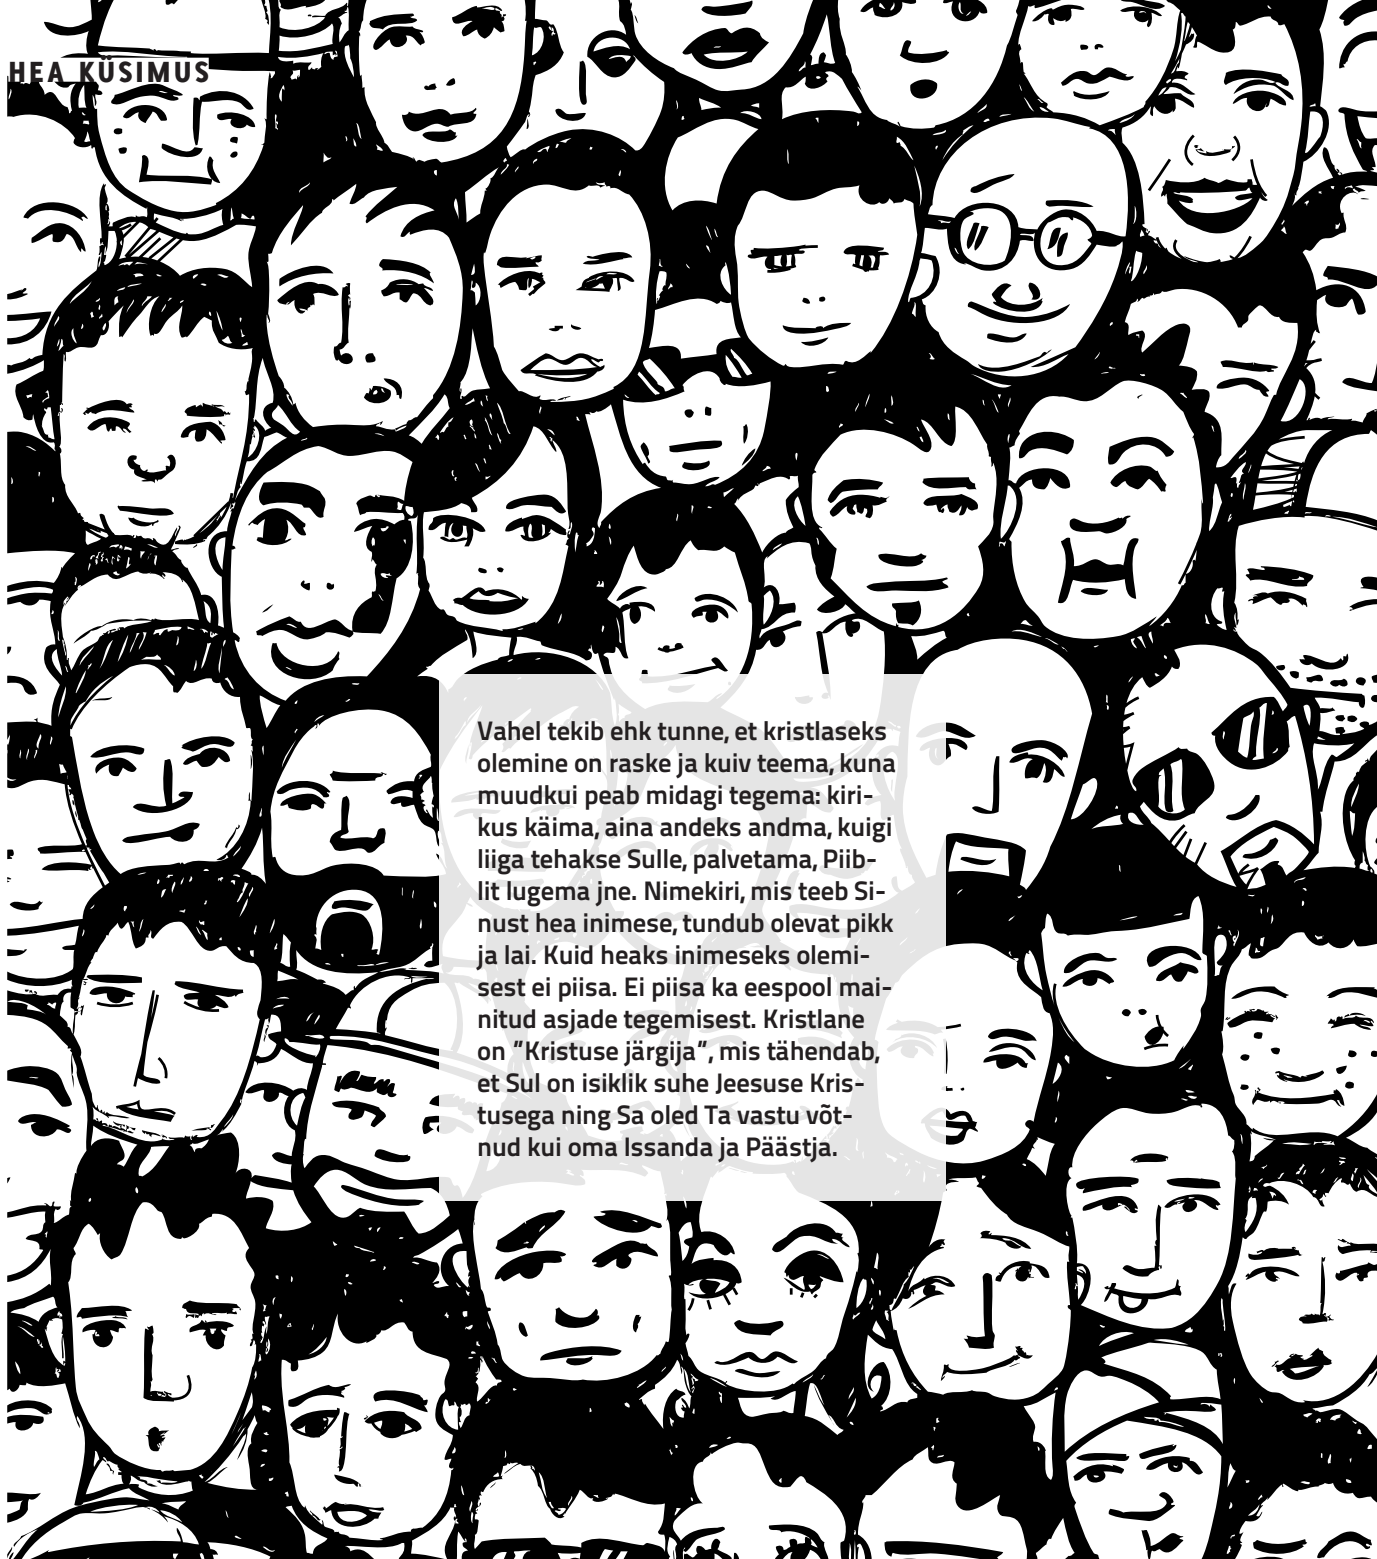 HEA KÜSIMUS
Vahel tekib ehk tunne, et kristlaseks
olemine on raske ja kuiv teema, kuna
muudkui peab midagi tegema: kiri-
kus käima, aina andeks andma, kuigi
liiga tehakse Sulle, palvetama, Piib-
lit lugema jne. Nimekiri, mis teeb Si-
nust hea inimese, tundub olevat pikk
ja lai. Kuid heaks inimeseks olemi-
sest ei piisa. Ei piisa ka eespool mai-
nitud asjade tegemisest. Kristlane
on ”Kristuse järgija”, mis tähendab,
et Sul on isiklik suhe Jeesuse Kris-
tusega ning Sa oled Ta vastu võt-
nud kui oma Issanda ja Päästja.